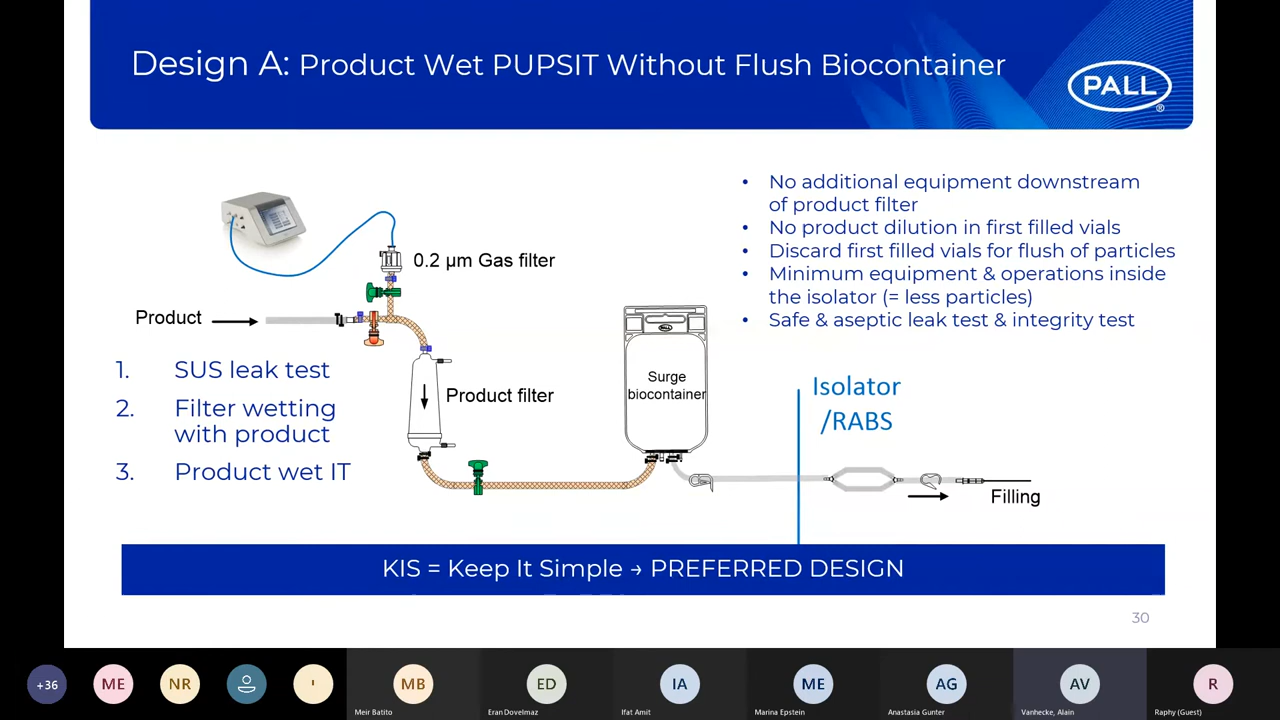 Design A: Product Wet PUPSIT Without Flush Biocontainer
PALL
®
• No additional equipment downstream
of product filter
• No product dilution in first filled vials
• Discard first filled vials for flush of particles
• Minimum equipment & operations inside
the isolator (= less particles)
• Safe & aseptic leak test & integrity test
0.2 µm Gas filter
Product
1. SUS leak test
2. Filter wetting
with product
3. Product wet IT
Product filter
PALL
Surge
biocontainer
Isolator
/RABS
Filling
KIS = Keep It Simple → PREFERRED DESIGN
30
+36
ME
NR
I
MB
ED
IA
ME
AG
AV
R
Meir Batito
Eran Dovelmaz
Ifat Amit
Marina Epstein
Anastasia Gunter
Vanhecke, Alain
Raphy (Guest)